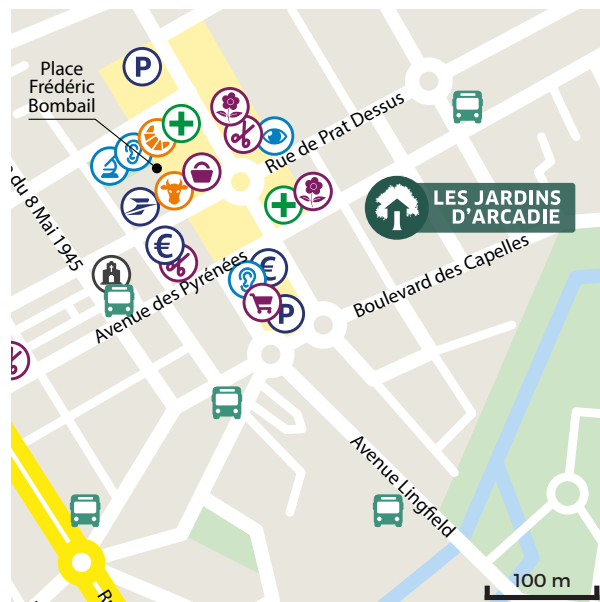 P
Place
Frédéric
Bombail
Rue de Prat Dessus
du 8 Mai 1945
LES JARDINS
D'ARCADIE
€
€
Avenue des Pyrénées
Boulevard des Capelles
P
Avenue Lingfield
100 m